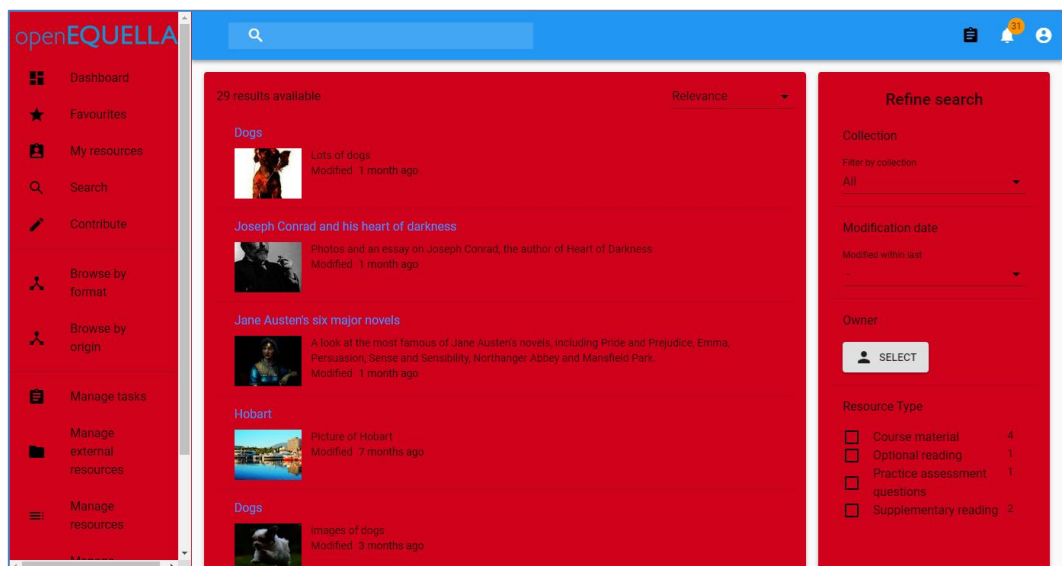 openEQUELLA
31
Dashboard
Favourites
My resources
Search
Contribute
Browse by
format
Browse by
origin
Manage tasks
Manage
external
resources
Manage
resources
29 results available
Relevance
Dogs
Lots of dogs
Modified 1 month ago
Joseph Conrad and his heart of darkness
Photos and an essay on Joseph Conrad, the author of Heart of Darkness
Modified 1 month ago
Jane Austen's six major novels
A look at the most famous of Jane Austen's novels, including Pride and Prejudice, Emma,
Persuasion, Sense and Sensibility, Northanger Abbey and Mansfield Park.
Modified 1 month ago
Hobart
Picture of Hobart
Modified 7 months ago
Dogs
Images of dogs
Modified 3 months ago
Refine search
Collection
Filter by collection
All
Modification date
Modified within last
-
Owner
SELECT
Resource Type
Course material 4
Optional reading 1
Practice assessment 1
questions
Supplementary reading 2